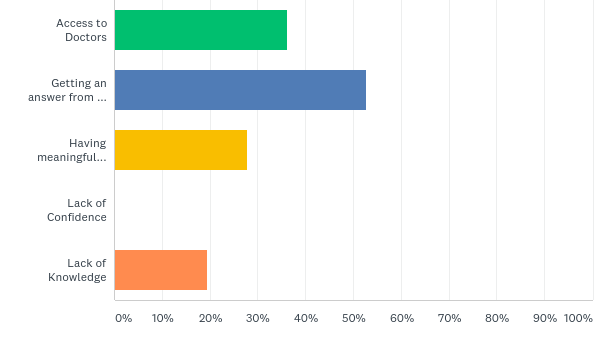 Access to
Doctors
Getting an
answer from ...
Having
meaningful...
Lack of
Confidence
Lack of
Knowledge
0% 10% 20% 30% 40% 50% 60% 70% 80% 90% 100%